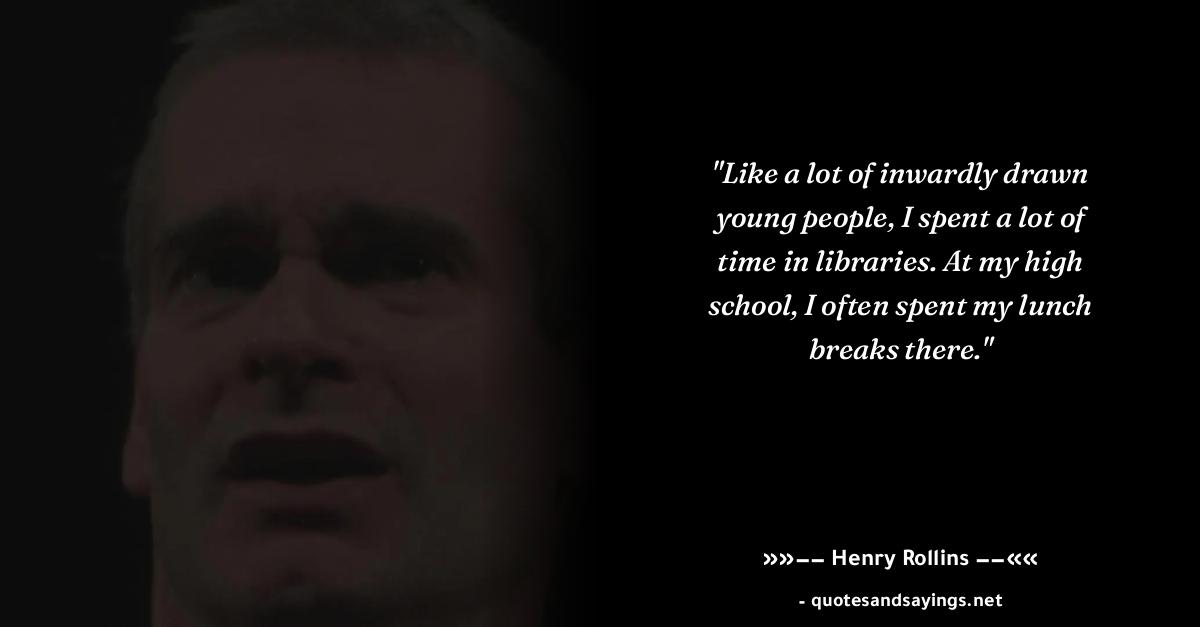 "Like a lot of inwardly drawn
young people, I spent a lot of
time in libraries. At my high
school, I often spent my lunch
breaks there."
»»−− Henry Rollins −−««
- quotesandsayings.net